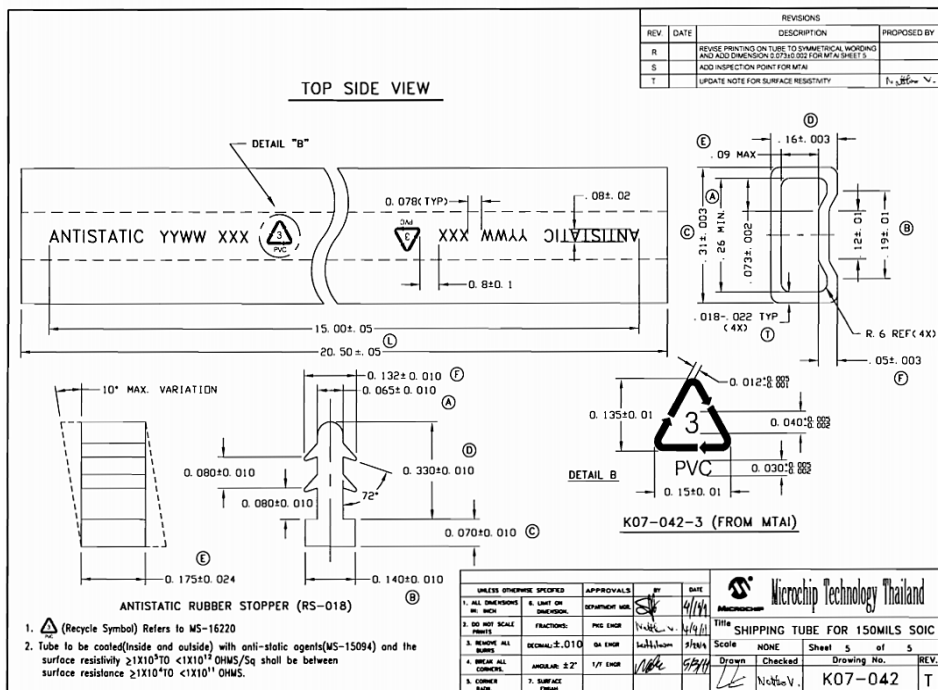 REVISIONS
REV. DATE DESCRIPTION PROPOSED BY
R REVISE PRINTING ON TUBE TO SYMMETRICAL WORDING AND ADD DIMENSION 0.073±0.002 FOR MTAI SHEET 5
S ADD INSPECTION POINT FOR MTAI
T UPDATE NOTE FOR SURFACE RESISTIVITY
TOP SIDE VIEW
DETAIL "B"
ANTISTATIC YYWW XXX
3
PVC
0.078(TYP)
.08±.02
3
PVC
XXX YYWW ANTISTATIC
0.8±0.1
15.00±.05
L
20.50±.05
D
.16±.003
E
.09 MAX
C
.31±.003
A
.26 MIN.
.073±.002
.12±.01
.19±.01
B
.018-.022 TYP
(4X)
T
R.6 REF(4X)
.05±.003
F
10° MAX. VARIATION
E
0.175±0.024
0.132±0.010 F
0.065±0.010
A
0.080±0.010
0.080±0.010
72°
D
0.330±0.010
0.070±0.010 C
0.140±0.010
B
ANTISTATIC RUBBER STOPPER (RS-018)
0.135±0.01
3
PVC
DETAIL B
0.15±0.01
K07-042-3 (FROM MTAI)
1. (Recycle Symbol) Refers to MS-16220
2. Tube to be coated(Inside and outside) with anti-static agents(MS-15094) and the
surface resistivity ≥1X10⁵TO <1X10¹² OHMS/Sq shall be between
surface resistance ≥1X10⁴TO <1X10¹¹ OHMS.
UNLESS OTHERWISE SPECIFIED
1. ALL DIMENSIONS IN: INCH
2. DO NOT SCALE PRINTS
3. REMOVE ALL BURRS
4. BREAK ALL CORNERS.
5. CORNER RADII
6. LIMIT ON DIMENSION.
FRACTIONS:
DECIMAL:±.010
ANGULAR: ±2°
7. SURFACE FINISH
APPROVALS BY DATE
DEPARTMENT MGR.
PKG ENGR
QA ENGR
T/F ENGR
MICROCHIP
Microchip Technology Thailand
Title SHIPPING TUBE FOR 150MILS SOIC
Scale NONE Sheet 5 of 5
Drawn Checked Drawing No. REV.
K07-042 T